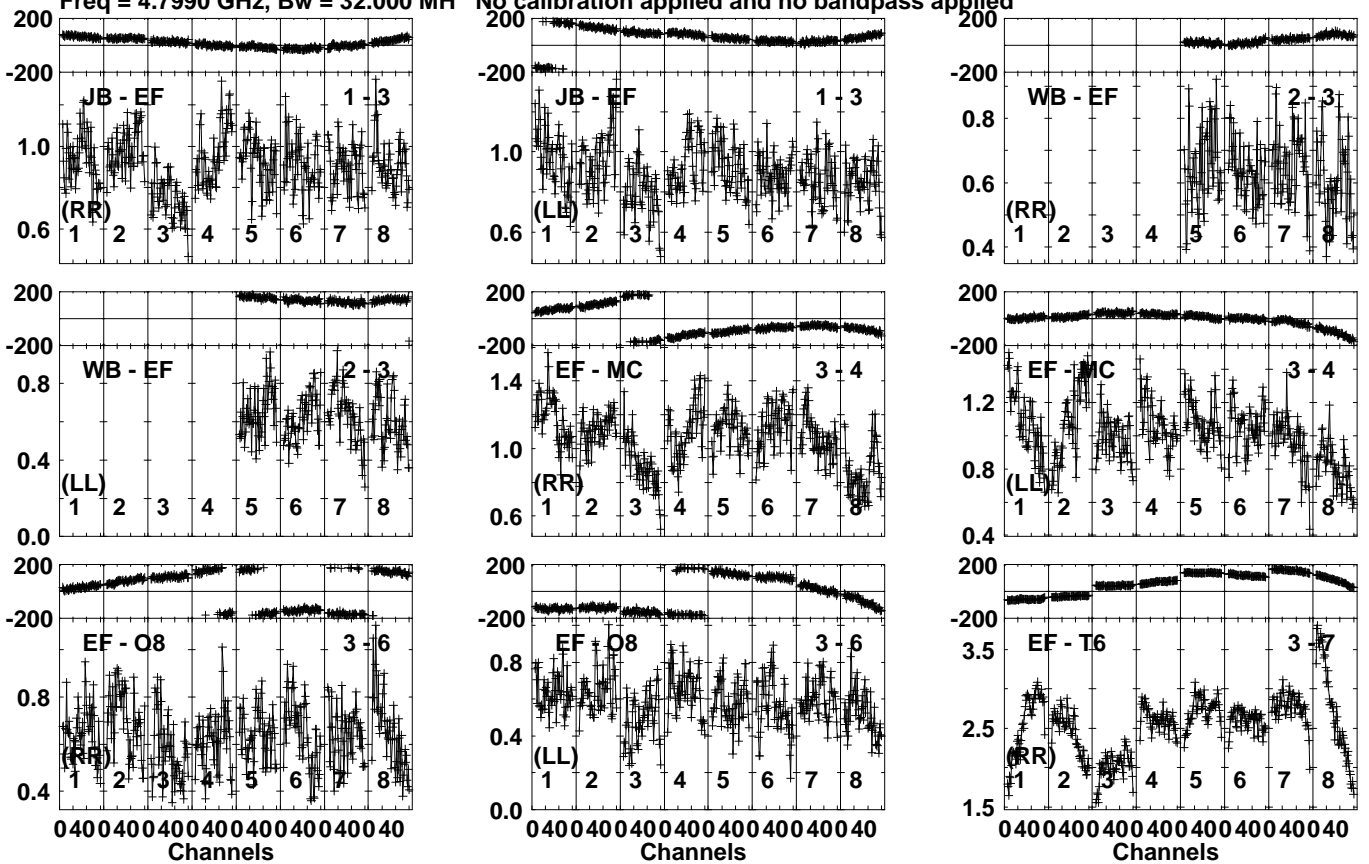 Freq = 4.7990 GHz, Bw = 32.000 MH No calibration applied and no bandpass applied
200
-200
JB - EF 1 - 3
1.0
0.6
(RR)
1 2 3 4 5 6 7 8
200
-200
JB - EF 1 - 3
1.0
0.6
(LL)
1 2 3 4 5 6 7 8
200
-200
WB - EF 2 - 3
0.8
0.6
0.4
(RR)
1 2 3 4 5 6 7 8
200
-200
WB - EF 2 - 3
0.8
0.4
0.0
(LL)
1 2 3 4 5 6 7 8
200
-200
EF - MC 3 - 4
1.4
1.0
0.6
(RR)
1 2 3 4 5 6 7 8
200
-200
EF - MC 3 - 4
1.2
0.8
0.4
(LL)
1 2 3 4 5 6 7 8
200
-200
EF - O8 3 - 6
0.8
0.4
(RR)
1 2 3 4 5 6 7 8
0 40 0 40 0 40 0 40 0 40 0 40 0 40 0 40
Channels
200
-200
EF - O8 3 - 6
0.8
0.4
0.0
(LL)
1 2 3 4 5 6 7 8
0 40 0 40 0 40 0 40 0 40 0 40 0 40 0 40
Channels
200
-200
EF - T6 3 - 7
3.5
2.5
1.5
(RR)
1 2 3 4 5 6 7 8
0 40 0 40 0 40 0 40 0 40 0 40 0 40 0 40
Channels